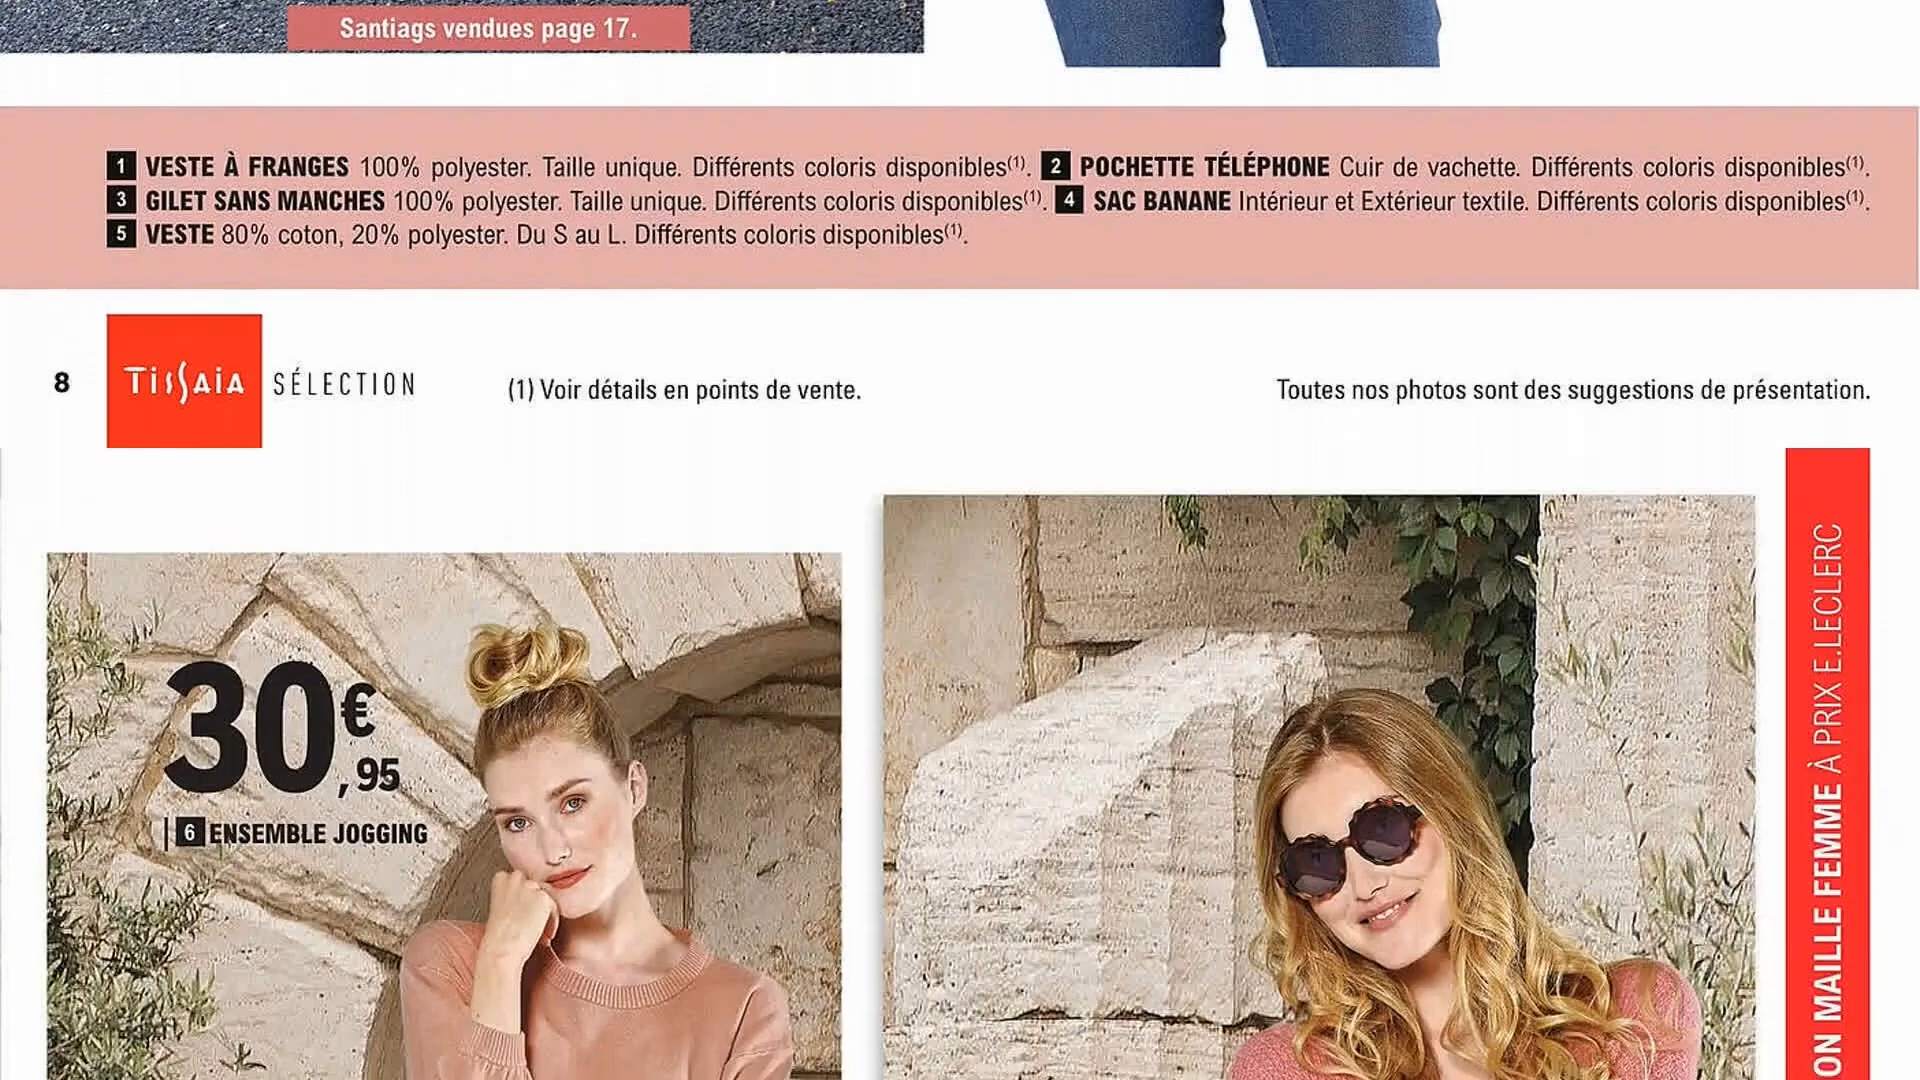 Santiags vendues page 17.
1 VESTE À FRANGES 100% polyester. Taille unique. Différents coloris disponibles(1). 2 POCHETTE TÉLÉPHONE Cuir de vachette. Différents coloris disponibles(1).
3 GILET SANS MANCHES 100% polyester. Taille unique. Différents coloris disponibles(1). 4 SAC BANANE Intérieur et Extérieur textile. Différents coloris disponibles(1).
5 VESTE 80% coton, 20% polyester. Du S au L. Différents coloris disponibles(1).
8 TISSAIA SÉLECTION (1) Voir détails en points de vente. Toutes nos photos sont des suggestions de présentation.
30€,95
6 ENSEMBLE JOGGING
MAILLE FEMME À PRIX E.LECLERC